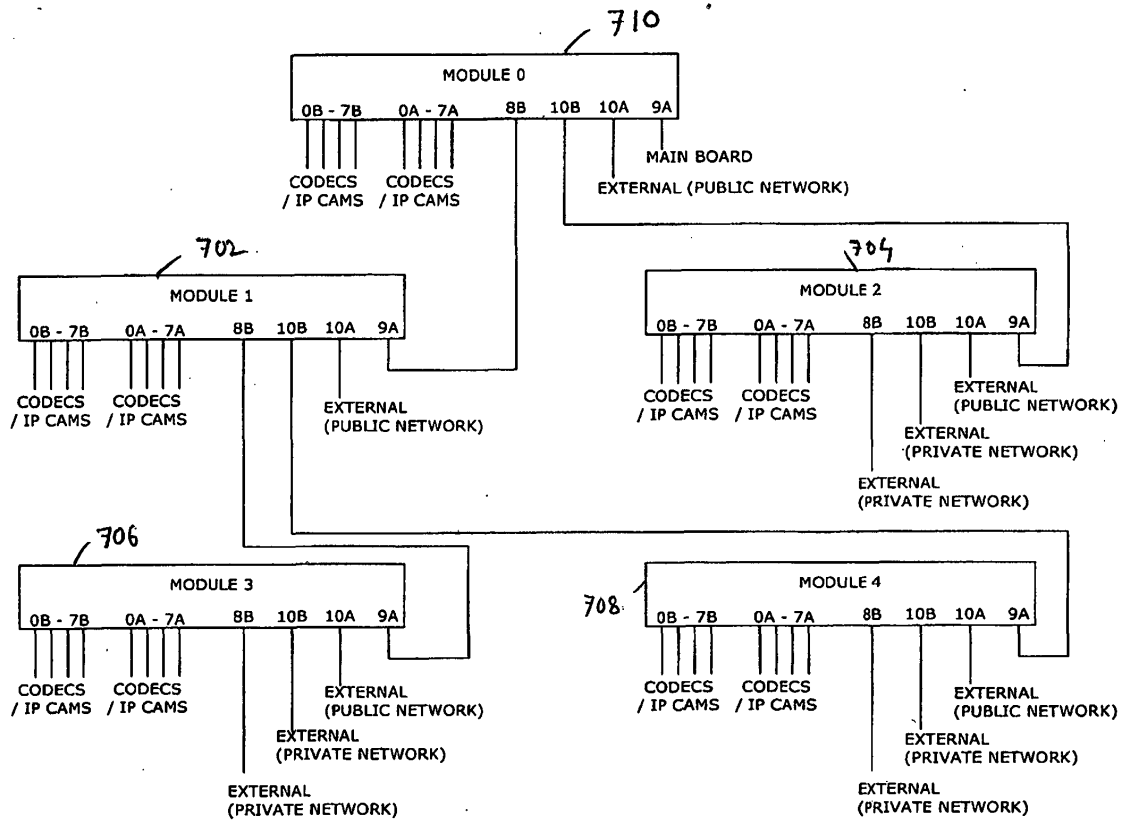 710
MODULE 0
0B - 7B 0A - 7A 8B 10B 10A 9A
MAIN BOARD
EXTERNAL (PUBLIC NETWORK)
CODECS CODECS
/ IP CAMS / IP CAMS
702
MODULE 1
0B - 7B 0A - 7A 8B 10B 10A 9A
CODECS CODECS
/ IP CAMS / IP CAMS
EXTERNAL
(PUBLIC NETWORK)
704
MODULE 2
0B - 7B 0A - 7A 8B 10B 10A 9A
CODECS CODECS
/ IP CAMS / IP CAMS
EXTERNAL
(PUBLIC NETWORK)
EXTERNAL
(PRIVATE NETWORK)
EXTERNAL
(PRIVATE NETWORK)
706
MODULE 3
0B - 7B 0A - 7A 8B 10B 10A 9A
CODECS CODECS
/ IP CAMS / IP CAMS
EXTERNAL
(PUBLIC NETWORK)
EXTERNAL
(PRIVATE NETWORK)
EXTERNAL
(PRIVATE NETWORK)
708
MODULE 4
0B - 7B 0A - 7A 8B 10B 10A 9A
CODECS CODECS
/ IP CAMS / IP CAMS
EXTERNAL
(PUBLIC NETWORK)
EXTERNAL
(PRIVATE NETWORK)
EXTERNAL
(PRIVATE NETWORK)